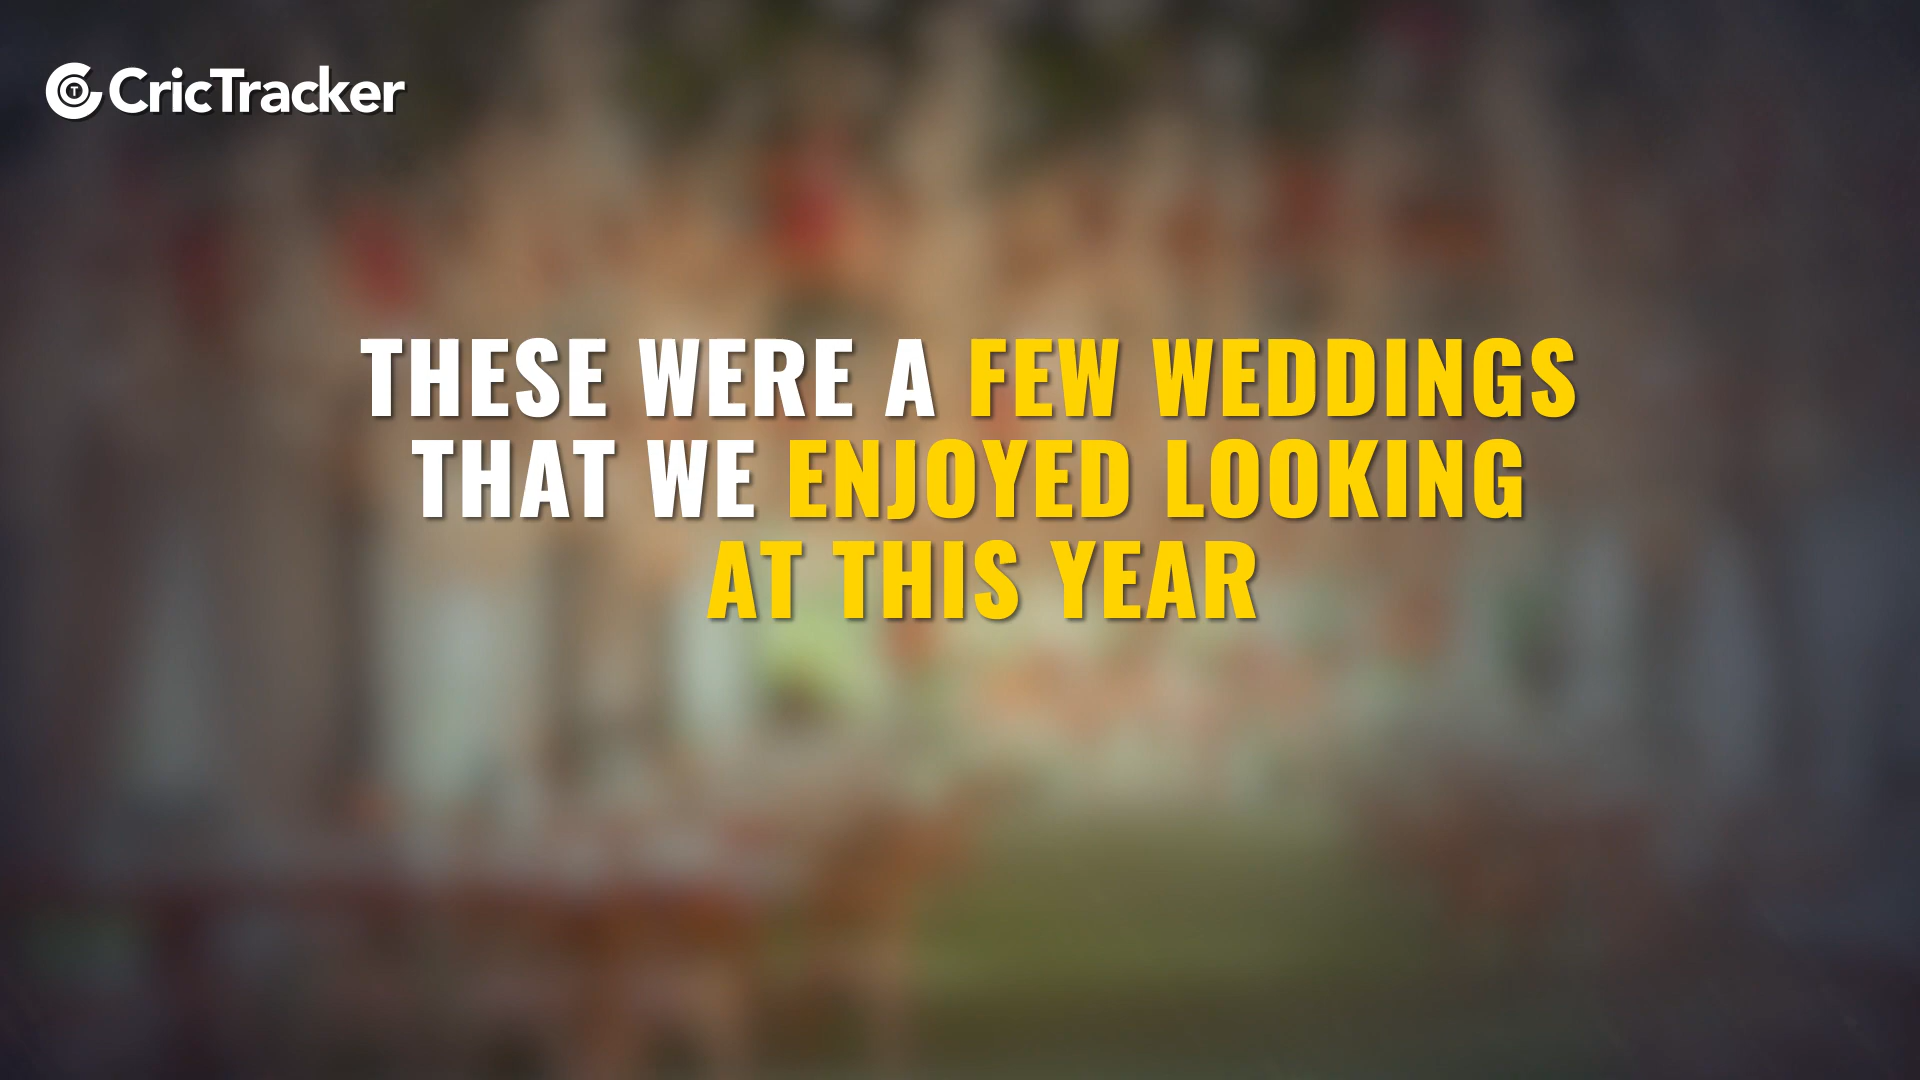 CricTracker
THESE WERE A FEW WEDDINGS
THAT WE ENJOYED LOOKING
AT THIS YEAR